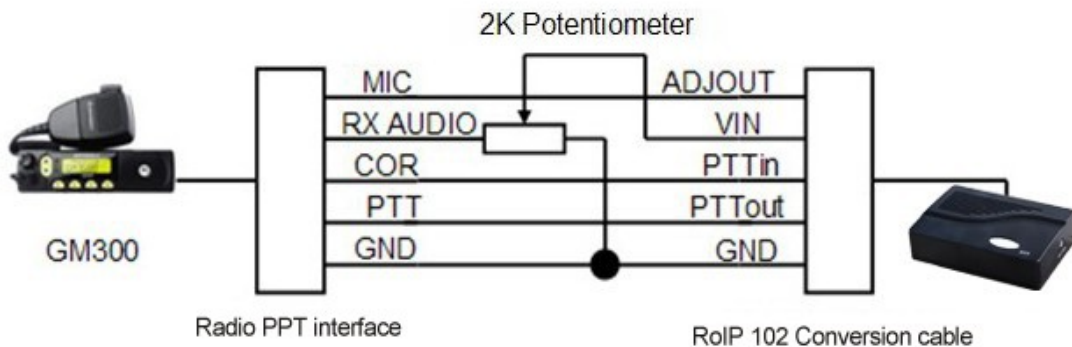 2K Potentiometer
MIC ADJOUT
RX AUDIO VIN
COR PTTin
PTT PTTout
GND GND
GM300
Radio PPT interface
RoIP 102 Conversion cable